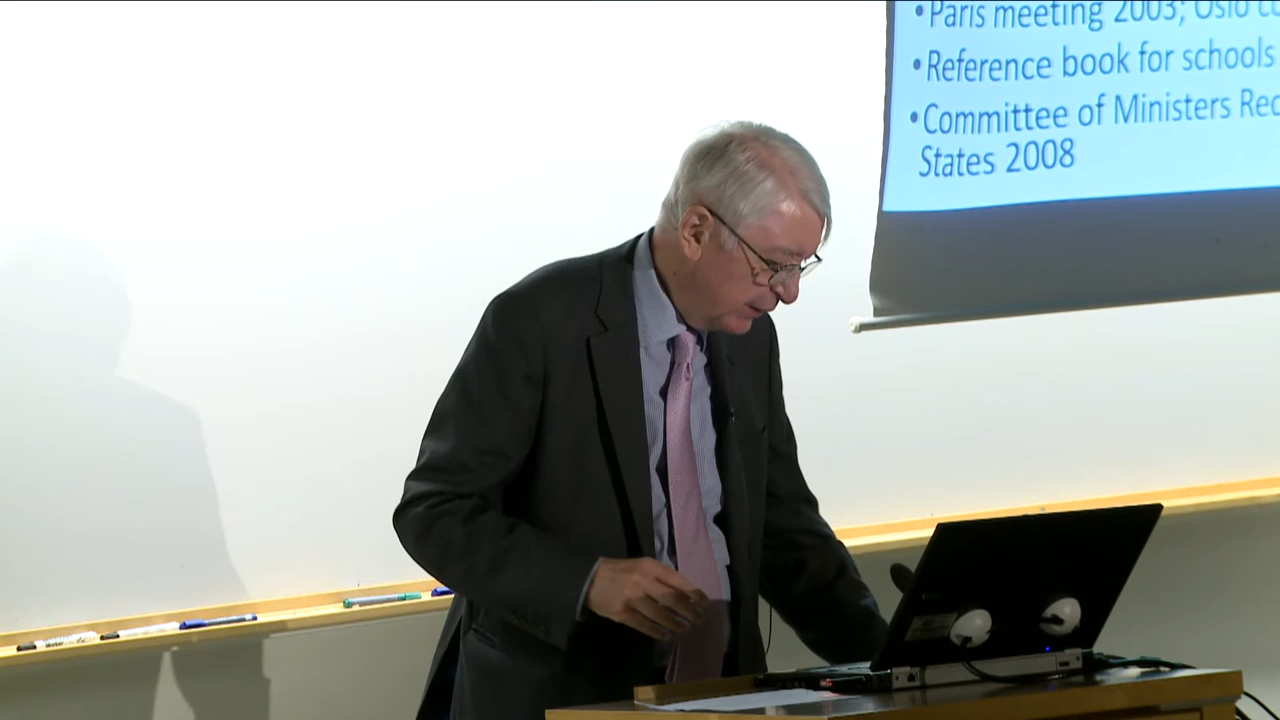 •Paris meeting 2003; Oslo
•Reference book for schools
•Committee of Ministers
States 2008